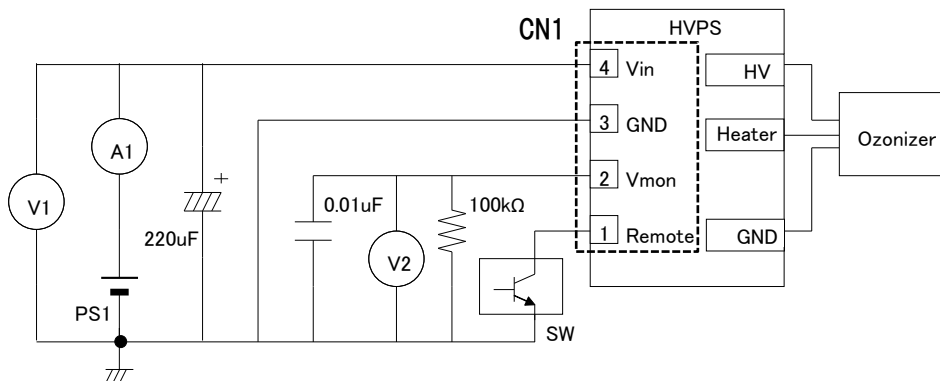 CN1
HVPS
4 Vin
HV
3 GND
A1
Heater
Ozonizer
V1
+
2 Vmon
0.01uF
100kΩ
220uF
1 Remote
GND
V2
PS1
SW